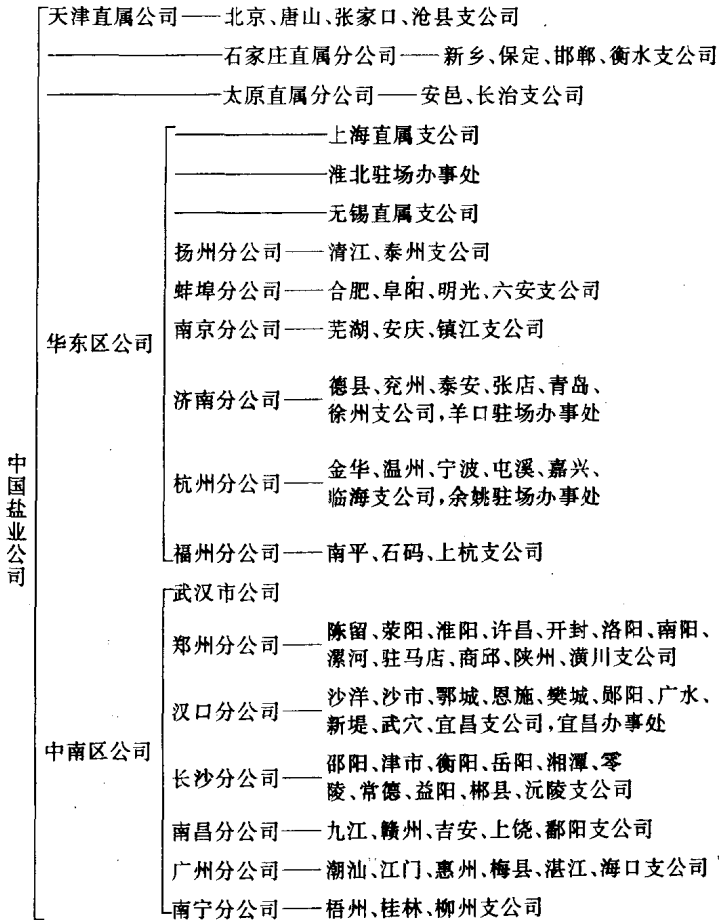 天津直属公司——北京、唐山、张家口、沧县支公司
石家庄直属分公司——新乡、保定、邯郸、衡水支公司
太原直属分公司——安邑、长治支公司
上海直属支公司
淮北驻场办事处
无锡直属支公司
扬州分公司——清江、泰州支公司
蚌埠分公司——合肥、阜阳、明光、六安支公司
南京分公司——芜湖、安庆、镇江支公司
华东区公司
济南分公司——德县、兖州、泰安、张店、青岛、
徐州支公司,羊口驻场办事处
杭州分公司——金华、温州、宁波、屯溪、嘉兴、
临海支公司,余姚驻场办事处
中国盐业公司
福州分公司——南平、石码、上杭支公司
武汉市公司
郑州分公司——陈留、荥阳、淮阳、许昌、开封、洛阳、南阳、
漯河、驻马店、商邱、陕州、潢川支公司
汉口分公司——沙洋、沙市、鄂城、恩施、樊城、郧阳、广水、
新堤、武穴、宜昌支公司,宜昌办事处
中南区公司
长沙分公司——邵阳、津市、衡阳、岳阳、湘潭、零
陵、常德、益阳、郴县、沅陵支公司
南昌分公司——九江、赣州、吉安、上饶、鄱阳支公司
广州分公司——潮汕、江门、惠州、梅县、湛江、海口支公司
南宁分公司——梧州、桂林、柳州支公司